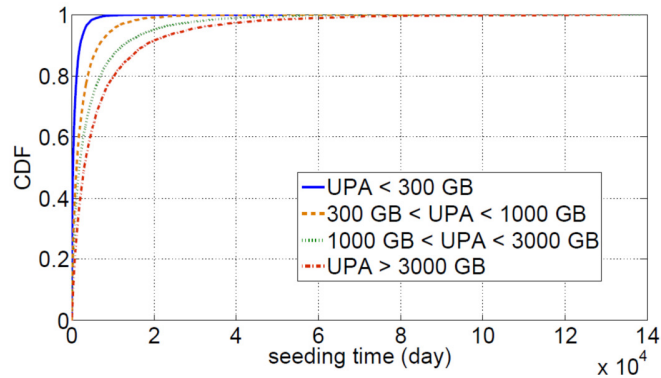 1
0.8
0.6
0.4
0.2
0
CDF
UPA < 300 GB
300 GB < UPA < 1000 GB
1000 GB < UPA < 3000 GB
UPA > 3000 GB
0 2 4 6 8 10 12 14
seeding time (day)
x 10⁴